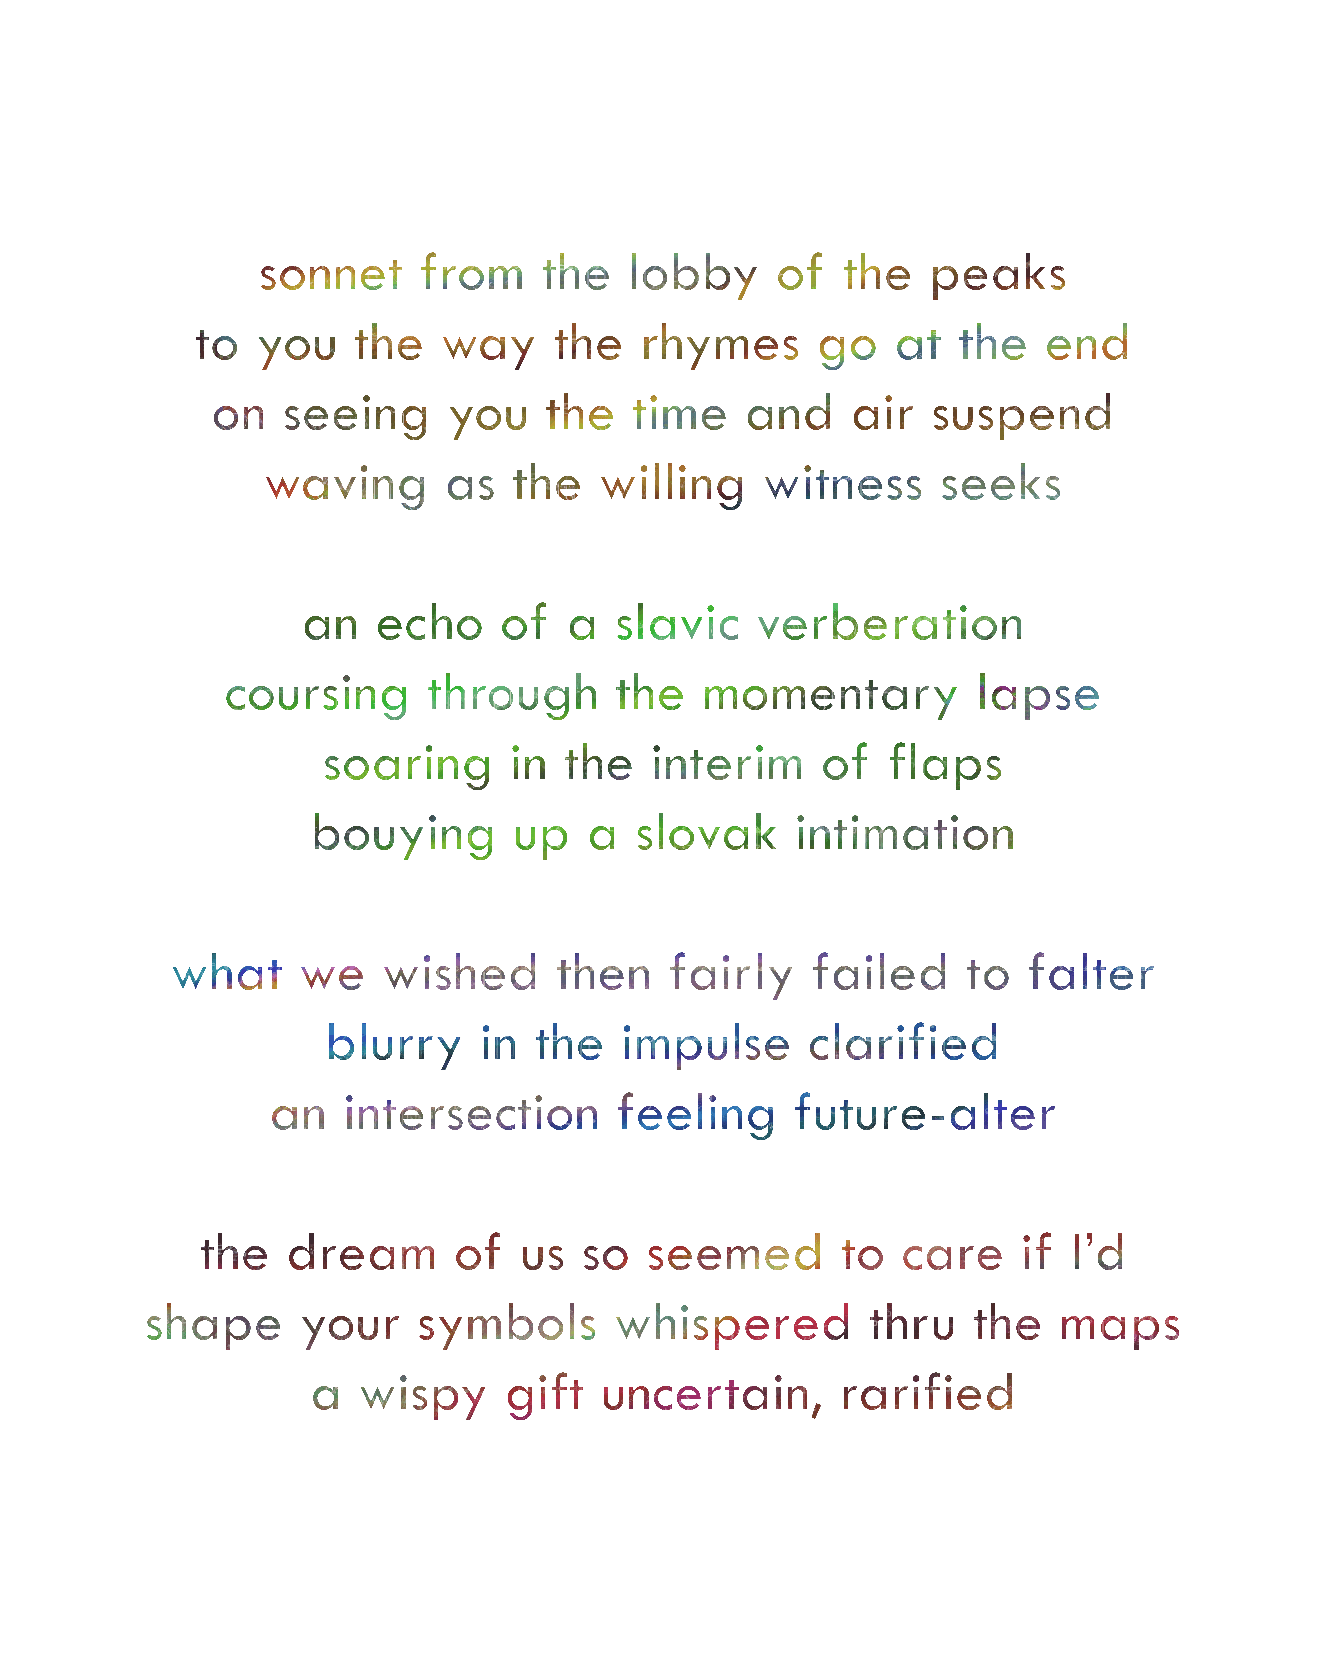 sonnet from the lobby of the peaks
to you the way the rhymes go at the end
on seeing you the time and air suspend
waving as the willing witness seeks
an echo of a slavic verberation
coursing through the momentary lapse
soaring in the interim of flaps
bouying up a slovak intimation
what we wished then fairly failed to falter
blurry in the impulse clarified
an intersection feeling future-alter
the dream of us so seemed to care if I’d
shape your symbols whispered thru the maps
a wispy gift uncertain, rarified